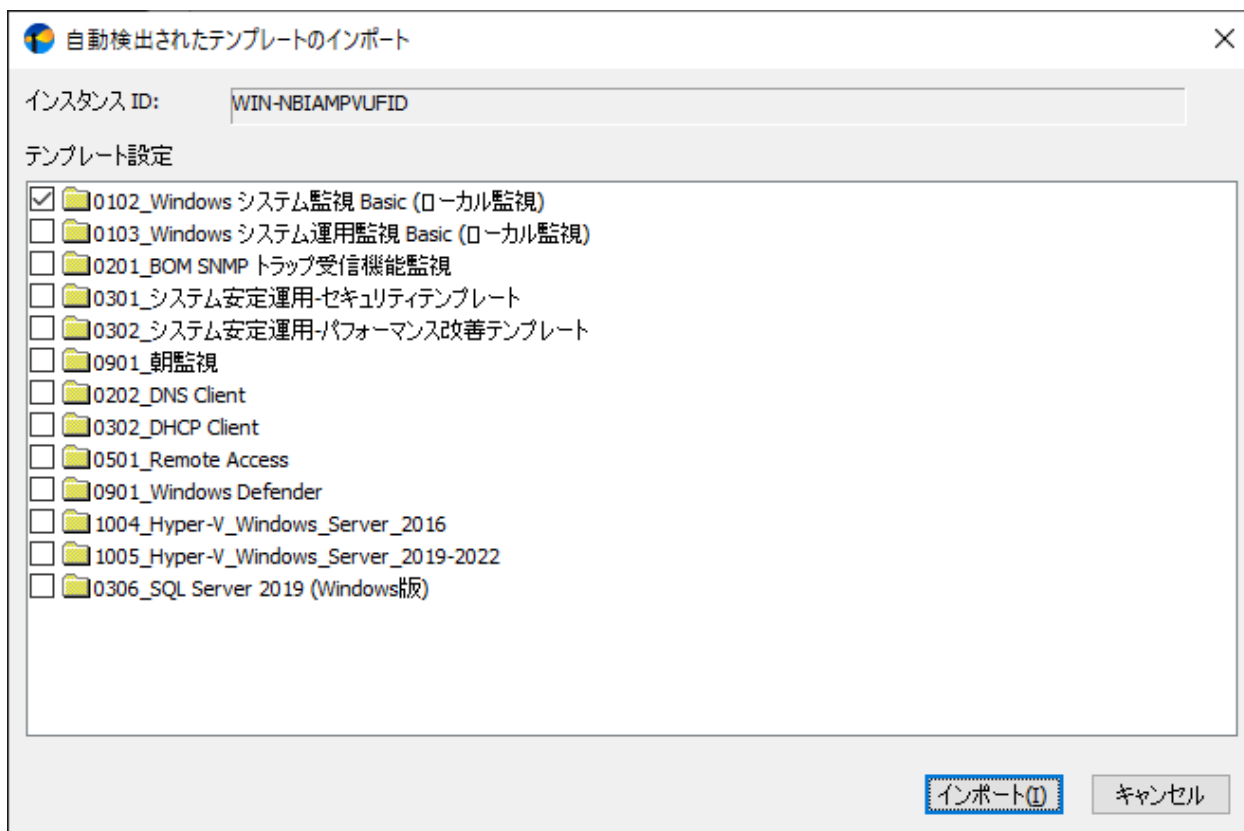 自動検出されたテンプレートのインポート
インスタンス ID: WIN-NBIAMPVUFID
テンプレート設定
0102_Windows システム監視 Basic (ローカル監視)
0103_Windows システム運用監視 Basic (ローカル監視)
0201_BOM SNMP トラップ受信機能監視
0301_システム安定運用-セキュリティテンプレート
0302_システム安定運用-パフォーマンス改善テンプレート
0901_朝監視
0202_DNS Client
0302_DHCP Client
0501_Remote Access
0901_Windows Defender
1004_Hyper-V_Windows_Server_2016
1005_Hyper-V_Windows_Server_2019-2022
0306_SQL Server 2019 (Windows版)
インポート(I) キャンセル